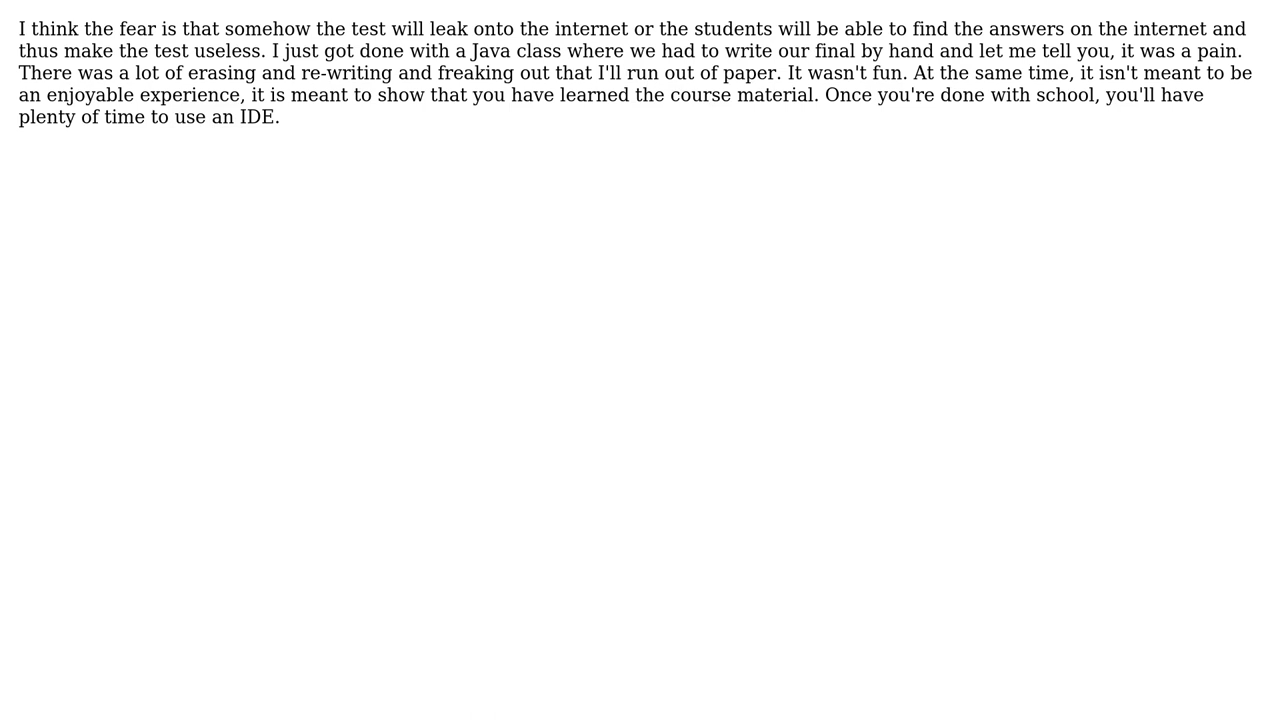 I think the fear is that somehow the test will leak onto the internet or the students will be able to find the answers on the internet and
thus make the test useless. I just got done with a Java class where we had to write our final by hand and let me tell you, it was a pain.
There was a lot of erasing and re-writing and freaking out that I'll run out of paper. It wasn't fun. At the same time, it isn't meant to be
an enjoyable experience, it is meant to show that you have learned the course material. Once you're done with school, you'll have
plenty of time to use an IDE.